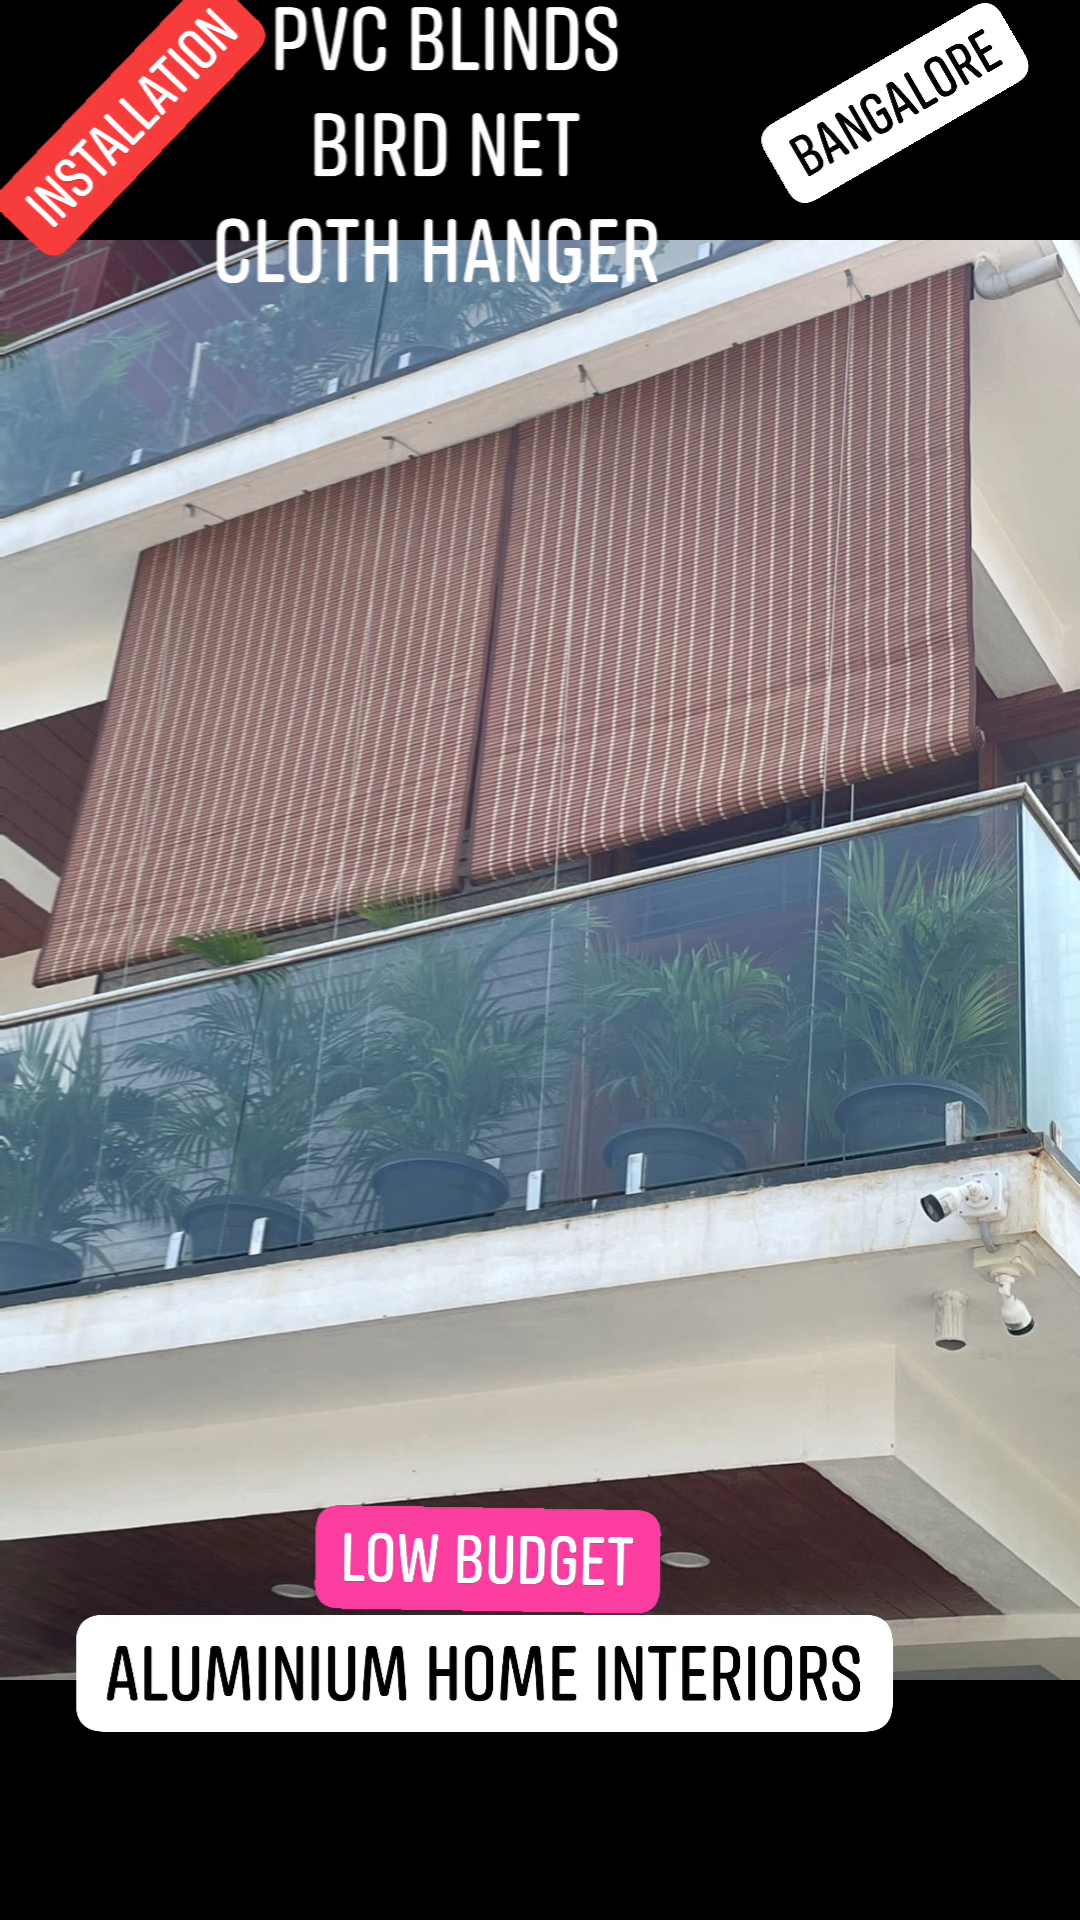 INSTALLATION
PVC BLINDS
BIRD NET
CLOTH HANGER
BANGALORE
LOW BUDGET
ALUMINIUM HOME INTERIORS